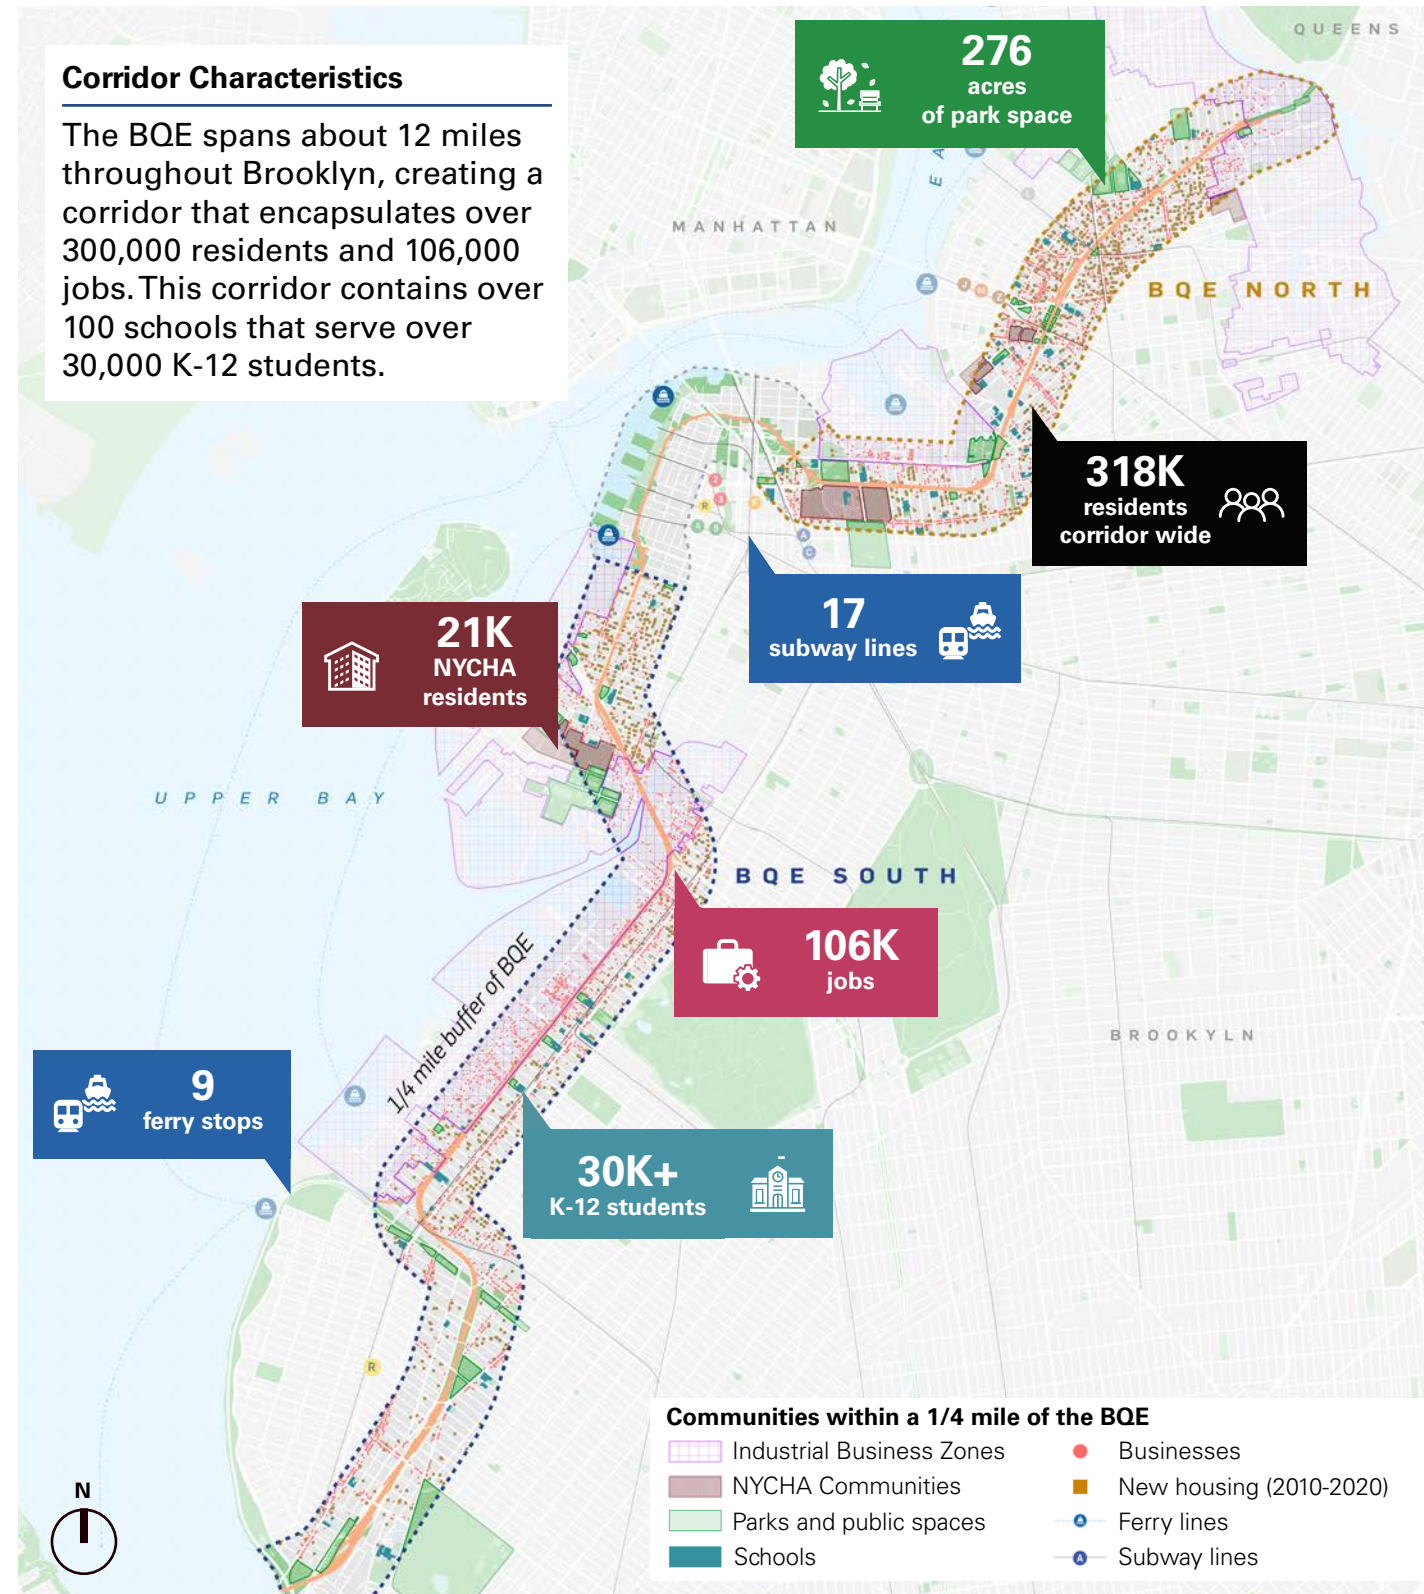 Corridor Characteristics
The BQE spans about 12 miles
throughout Brooklyn, creating a
corridor that encapsulates over
300,000 residents and 106,000
jobs. This corridor contains over
100 schools that serve over
30,000 K-12 students.
QUEENS
276
acres
of park space
E A
MANHATTAN
L
J M Z
BQE NORTH
318K
residents
corridor wide
2
3
R
F
4 5
A
C
17
subway lines
21K
NYCHA
residents
UPPER BAY
BQE SOUTH
106K
jobs
1/4 mile buffer of BQE
BROOKYLN
9
ferry stops
30K+
K-12 students
R
N
Communities within a 1/4 mile of the BQE
Industrial Business Zones
NYCHA Communities
Parks and public spaces
Schools
Businesses
New housing (2010-2020)
Ferry lines
A Subway lines